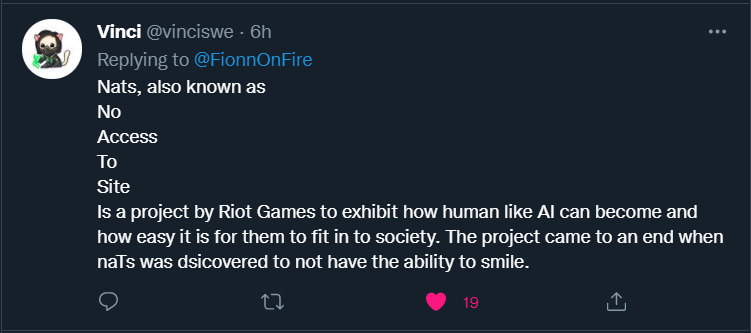 Vinci @vinciswe · 6h
Replying to @FionnOnFire
Nats, also known as
No
Access
To
Site
Is a project by Riot Games to exhibit how human like AI can become and
how easy it is for them to fit in to society. The project came to an end when
naTs was dsicovered to not have the ability to smile.
19